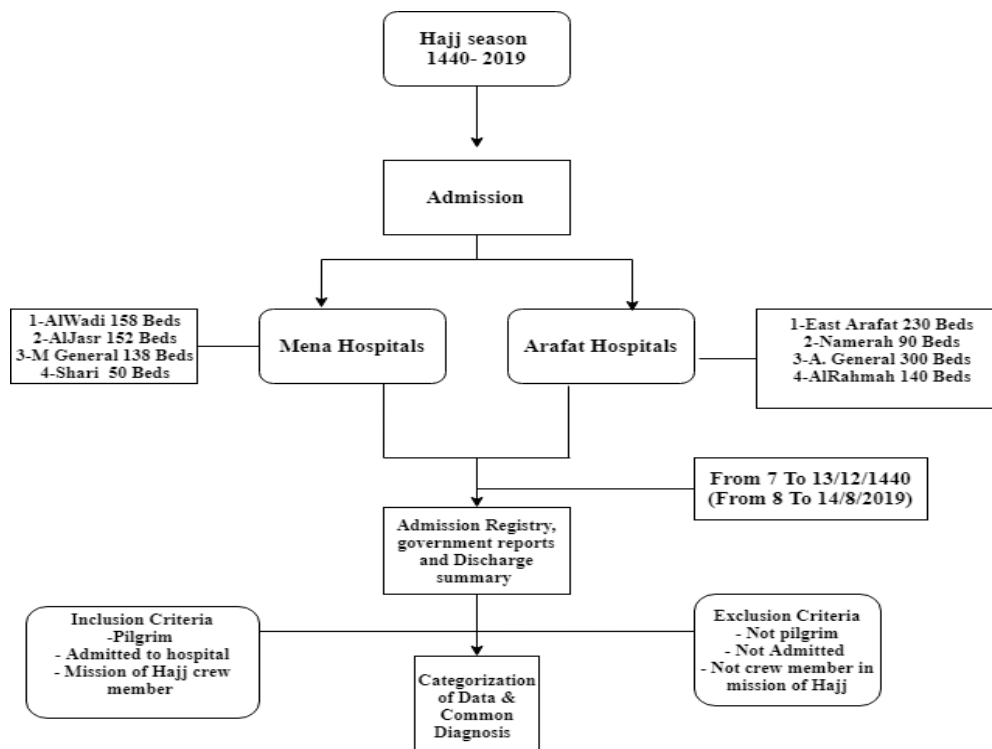 Hajj season
1440- 2019
Admission
1-AlWadi 158 Beds
2-AlJasr 152 Beds
3-M General 138 Beds
4-Shari 50 Beds
Mena Hospitals
Arafat Hospitals
1-East Arafat 230 Beds
2-Namerah 90 Beds
3-A. General 300 Beds
4-AlRahmah 140 Beds
From 7 To 13/12/1440
(From 8 To 14/8/2019)
Admission Registry,
government reports
and Discharge
summary
Inclusion Criteria
-Pilgrim
- Admitted to hospital
- Mission of Hajj crew
member
Exclusion Criteria
- Not pilgrim
- Not Admitted
- Not crew member in
mission of Hajj
Categorization
of Data &
Common
Diagnosis